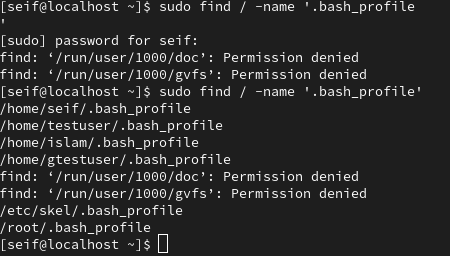 [seif@localhost ~]$ sudo find / -name '.bash_profile
'
[sudo] password for seif:
find: ‘/run/user/1000/doc’: Permission denied
find: ‘/run/user/1000/gvfs’: Permission denied
[seif@localhost ~]$ sudo find / -name '.bash_profile'
/home/seif/.bash_profile
/home/testuser/.bash_profile
/home/islam/.bash_profile
/home/gtestuser/.bash_profile
find: ‘/run/user/1000/doc’: Permission denied
find: ‘/run/user/1000/gvfs’: Permission denied
/etc/skel/.bash_profile
/root/.bash_profile
[seif@localhost ~]$